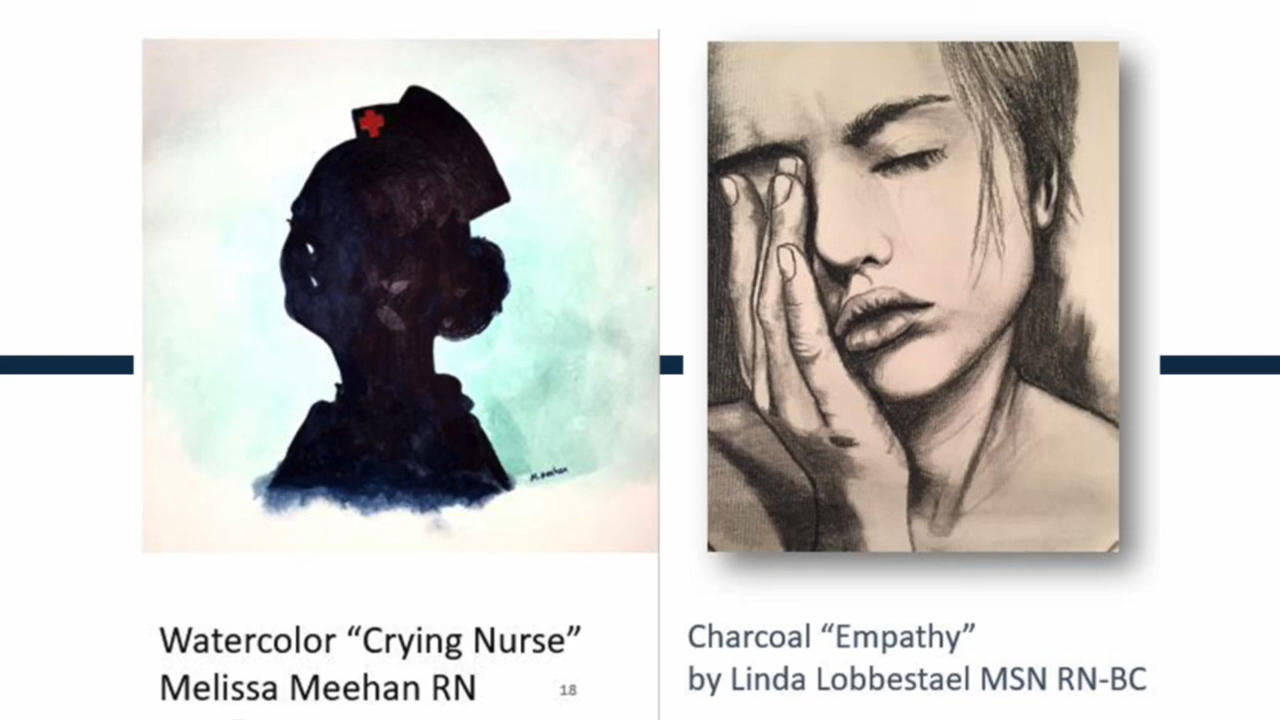 M. Meehan
Watercolor “Crying Nurse”
Melissa Meehan RN
18
Charcoal “Empathy”
by Linda Lobbestael MSN RN-BC